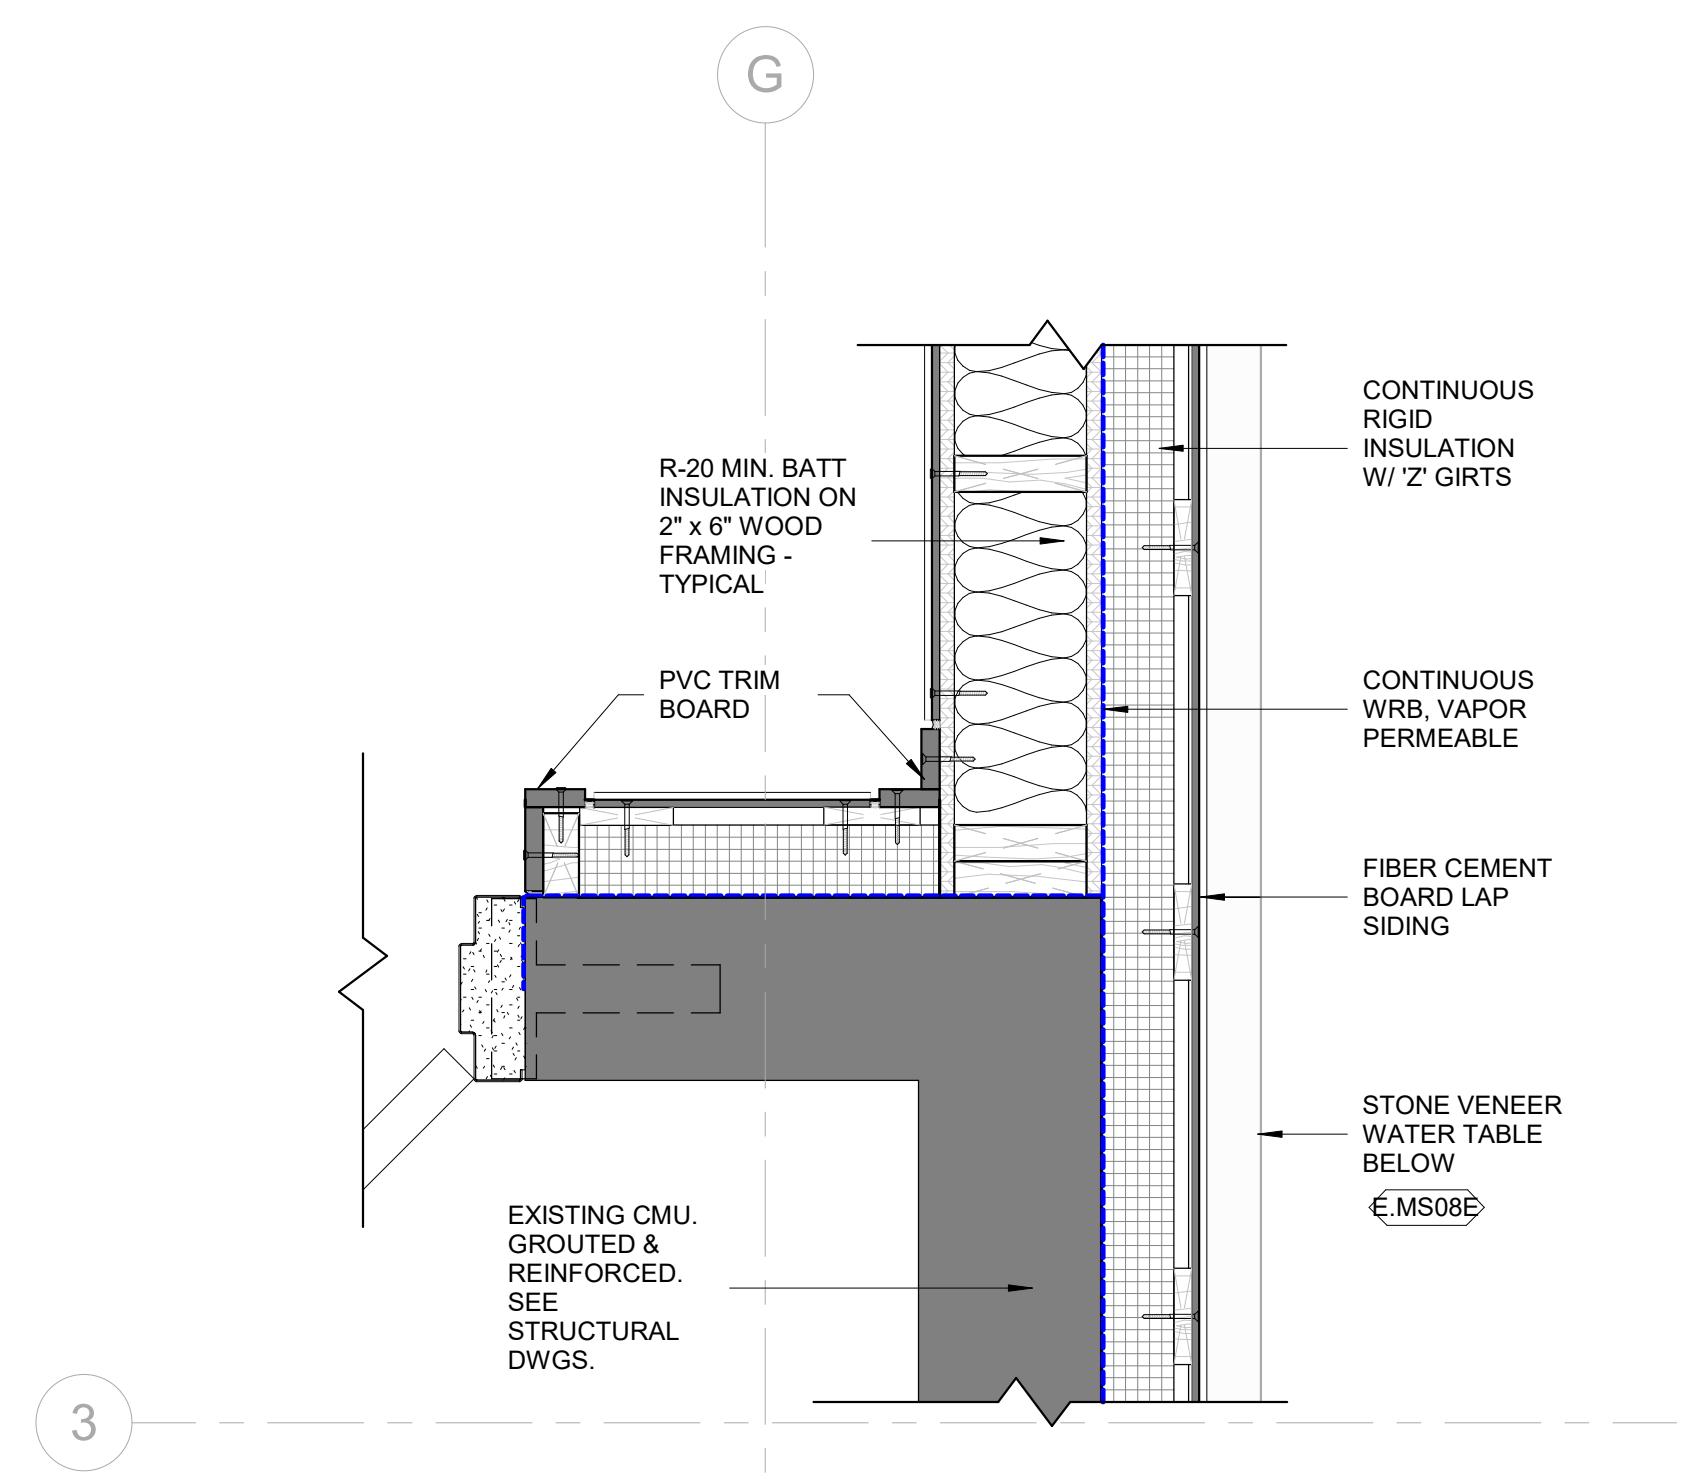 G
CONTINUOUS
RIGID
INSULATION
W/ 'Z' GIRTS
R-20 MIN. BATT
INSULATION ON
2" x 6" WOOD
FRAMING -
TYPICAL
PVC TRIM
BOARD
CONTINUOUS
WRB, VAPOR
PERMEABLE
FIBER CEMENT
BOARD LAP
SIDING
STONE VENEER
WATER TABLE
BELOW
E.MS08E
EXISTING CMU.
GROUTED &
REINFORCED.
SEE
STRUCTURAL
DWGS.
3